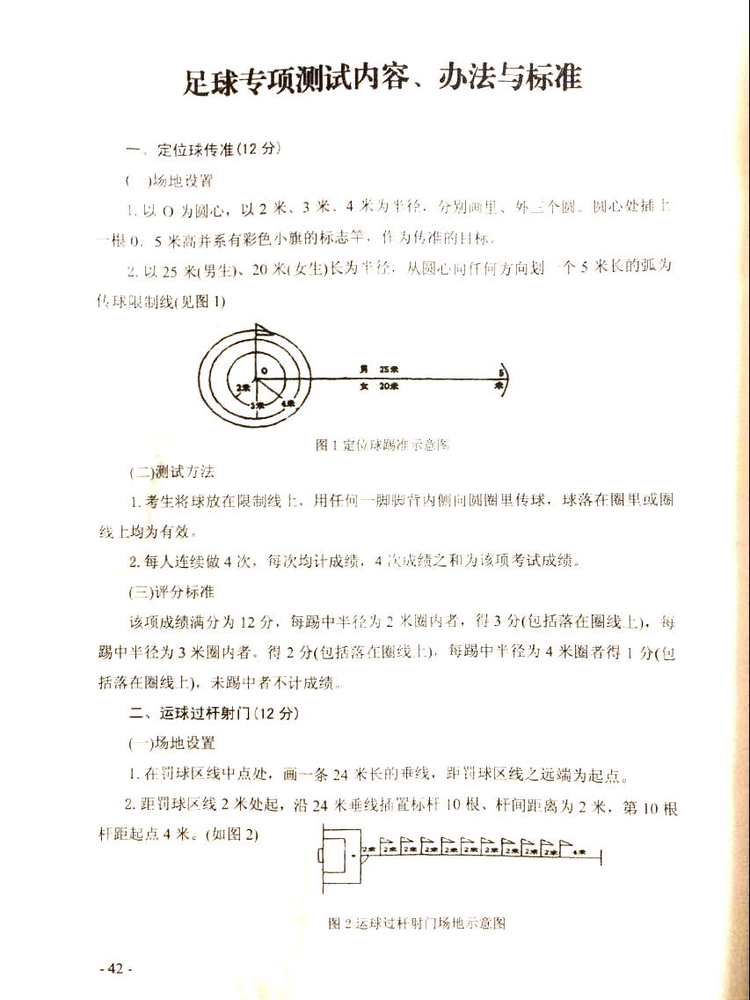 足球专项测试内容、办法与标准
一、定位球传准(12 分)
(一)场地设置
1. 以 O 为圆心，以 2 米、3 米、4 米为半径，分别画里、外三个圆。圆心处插上
一根 0．5 米高并系有彩色小旗的标志竿，作为传准的目标。
2. 以 25 米(男生)、20 米(女生)长为半径，从圆心向任何方向划一个 5 米长的弧为
传球限制线(见图 1)
O
男 25米
5
2米
女 20米
米
3米
4米
图 1 定位球踢准示意图
(二)测试方法
1. 考生将球放在限制线上，用任何一脚脚背内侧向圆圈里传球，球落在圈里或圈
线上均为有效。
2. 每人连续做 4 次，每次均计成绩，4 次成绩之和为该项考试成绩。
(三)评分标准
该项成绩满分为 12 分，每踢中半径为 2 米圈内者，得 3 分(包括落在圈线上)，每
踢中半径为 3 米圈内者。得 2 分(包括落在圈线上)，每踢中半径为 4 米圈者得 1 分(包
括落在圈线上)，未踢中者不计成绩。
二、运球过杆射门(12 分)
(一)场地设置
1. 在罚球区线中点处，画一条 24 米长的垂线，距罚球区线之远端为起点。
2. 距罚球区线 2 米处起，沿 24 米垂线插置标杆 10 根、杆间距离为 2 米，第 10 根
杆距起点 4 米。(如图 2)
2米 2米 2米 2米 2米 2米 2米 2米 2米 2米 4米
图 2 运球过杆射门场地示意图
- 42 -